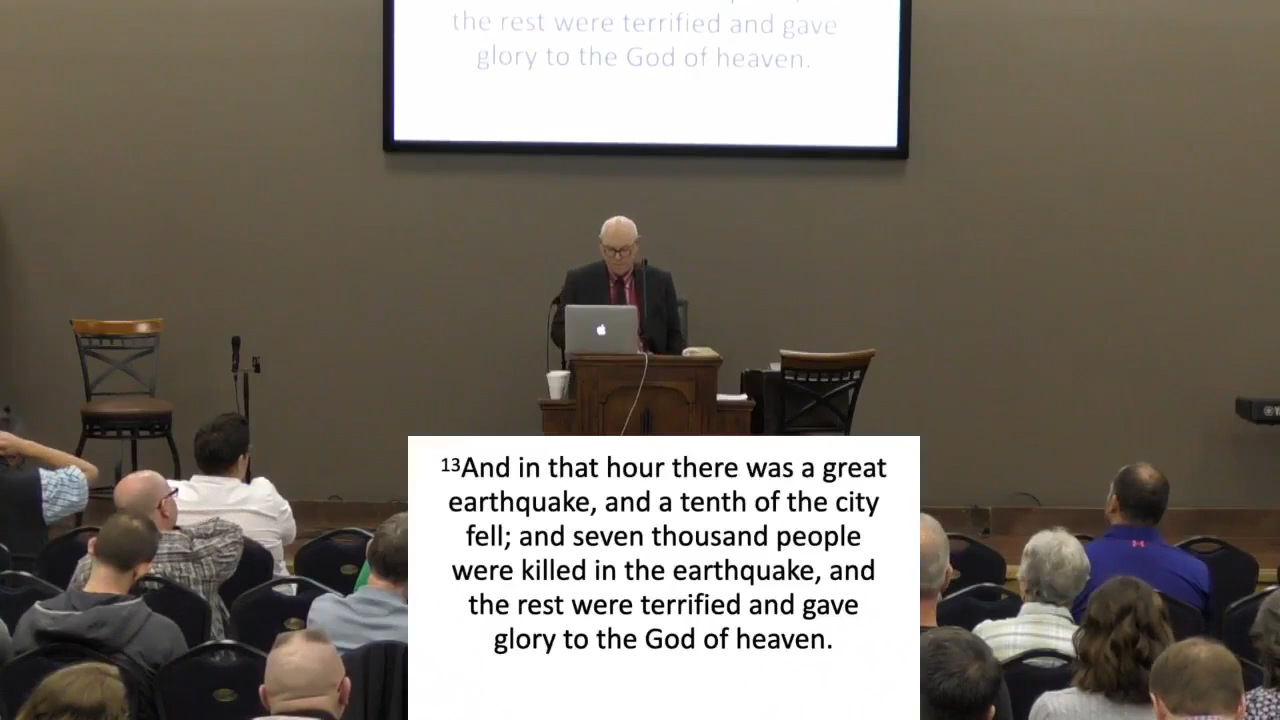 the rest were terrified and gave
glory to the God of heaven.
13And in that hour there was a great
earthquake, and a tenth of the city
fell; and seven thousand people
were killed in the earthquake, and
the rest were terrified and gave
glory to the God of heaven.